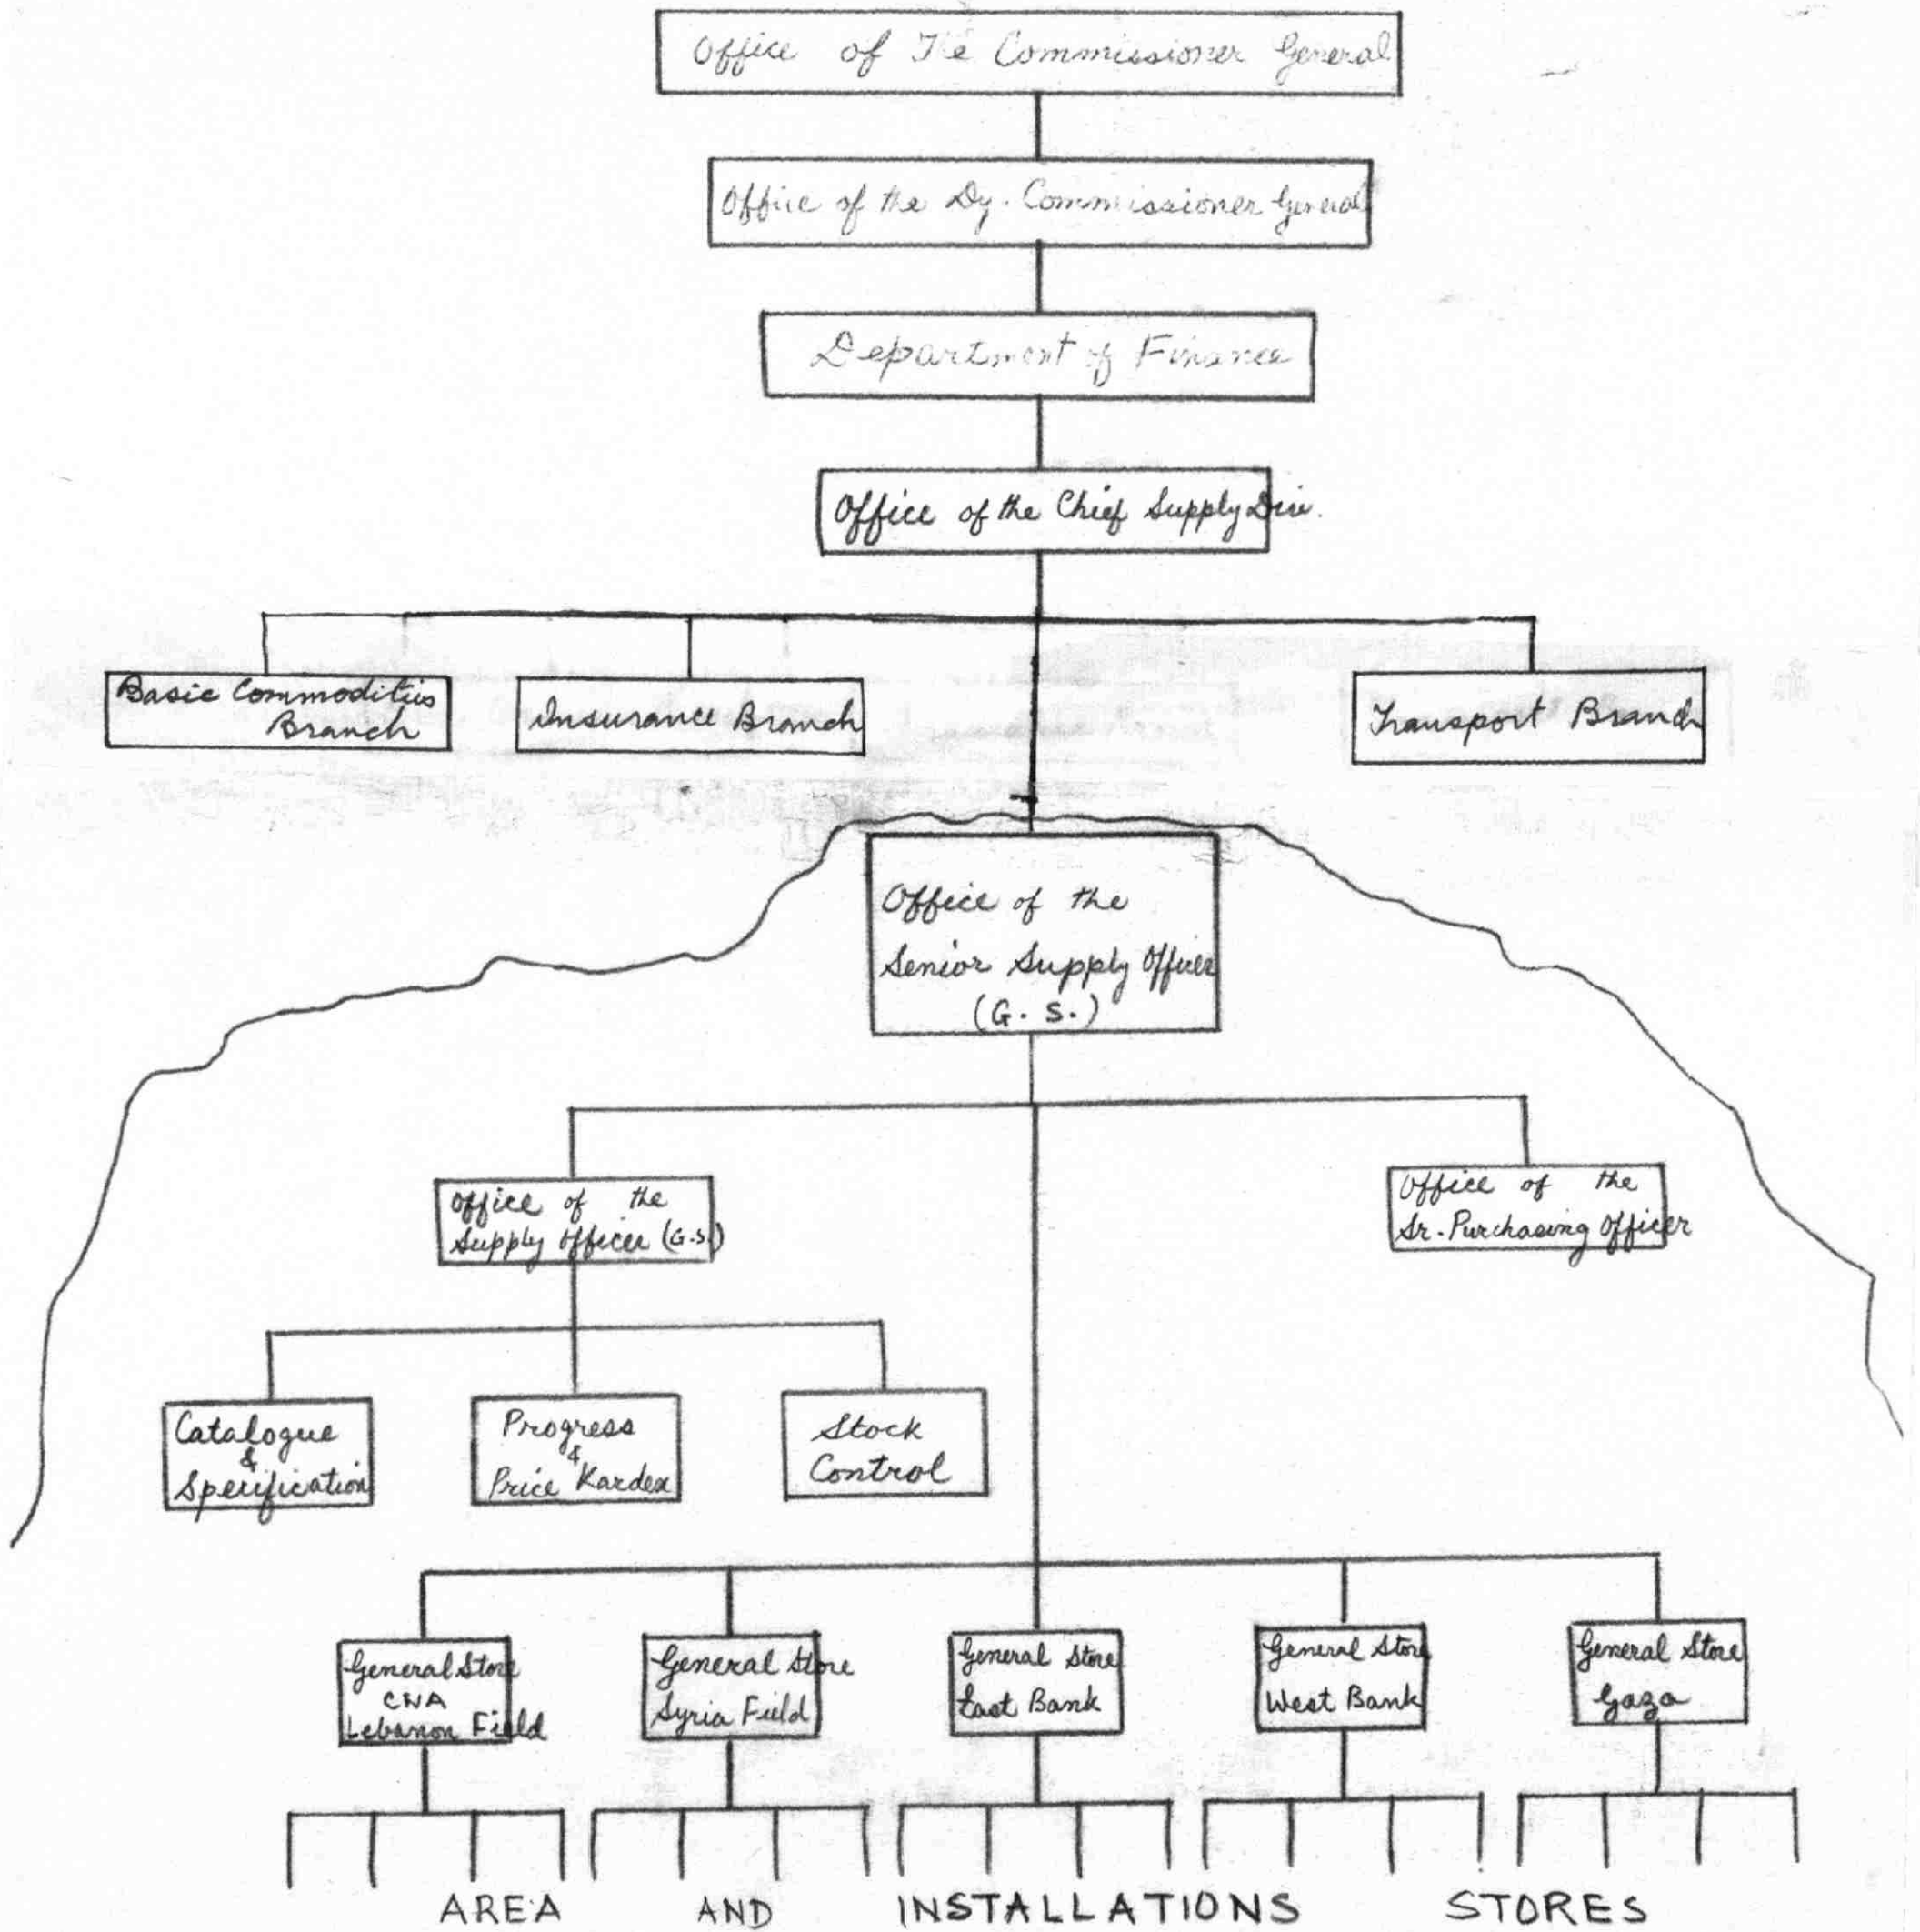 Office of The Commissioner General
Office of the Dy. Commissioner General
Department of Finance
Office of the Chief Supply Div.
Basic Commodities
Branch
Insurance Branch
Transport Branch
Office of the
Senior Supply Officer
(G. S.)
Office of the
Supply Officer (G.S.)
Office of the
Sr. Purchasing Officer
Catalogue
&
Specification
Progress
&
Price Kardex
Stock
Control
General Store
CNA
Lebanon Field
General Store
Syria Field
General Store
East Bank
General Store
West Bank
General Store
Gaza
AREA AND INSTALLATIONS STORES